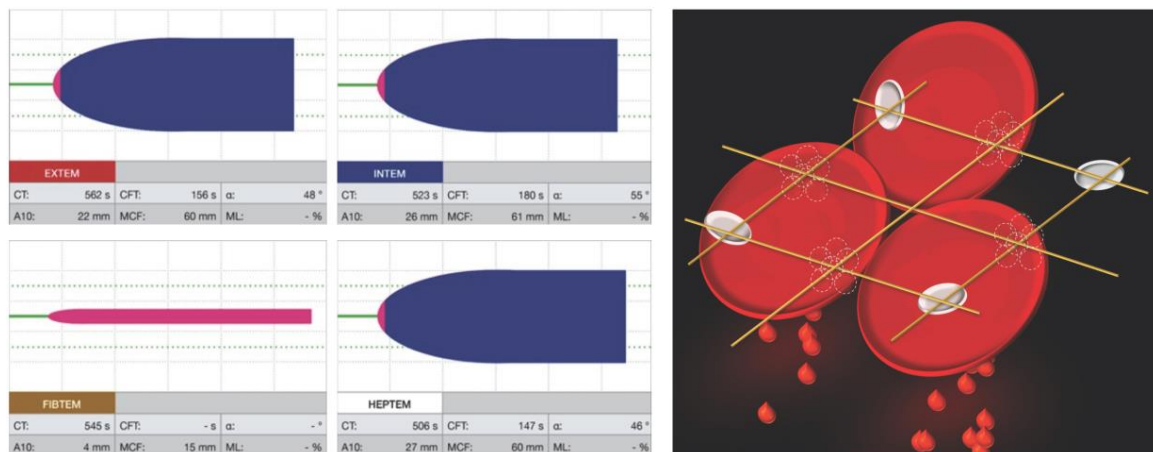 EXTEM
CT: 562 s CFT: 156 s α: 48 °
A10: 22 mm MCF: 60 mm ML: - %
INTEM
CT: 523 s CFT: 180 s α: 55 °
A10: 26 mm MCF: 61 mm ML: - %
FIBTEM
CT: 545 s CFT: - s α: - °
A10: 4 mm MCF: 15 mm ML: - %
HEPTEM
CT: 506 s CFT: 147 s α: 46 °
A10: 27 mm MCF: 60 mm ML: - %